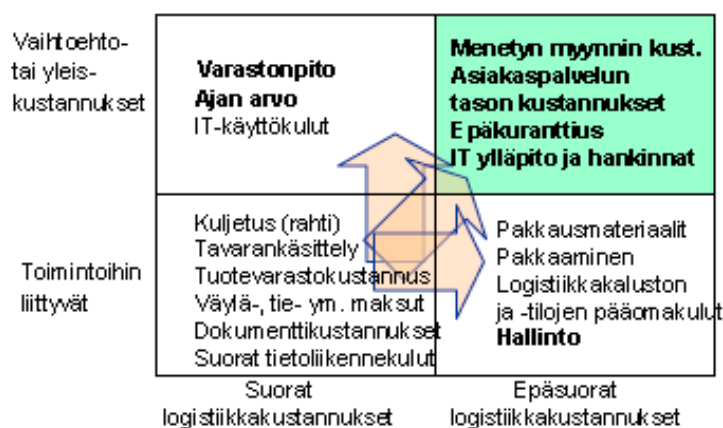 Vaihtoehto-
tai yleis-
kustannukset
Varastonpito
Ajan arvo
IT-käyttökulut
Menetyn myynnin kust.
Asiakaspalvelun
tason kustannukset
Epäkuranttius
IT ylläpito ja hankinnat
Toimintoihin
liittyvät
Kuljetus (rahti)
Tavarankäsittely
Tuotevarastokustannus
Väylä-, tie- ym. maksut
Dokumenttikustannukset
Suorat tietoliikennekulut
Pakkausmateriaalit
Pakkaaminen
Logistiikkakaluston
ja -tilojen pääomakulut
Hallinto
Suorat
logistiikkakustannukset
Epäsuorat
logistiikkakustannukset